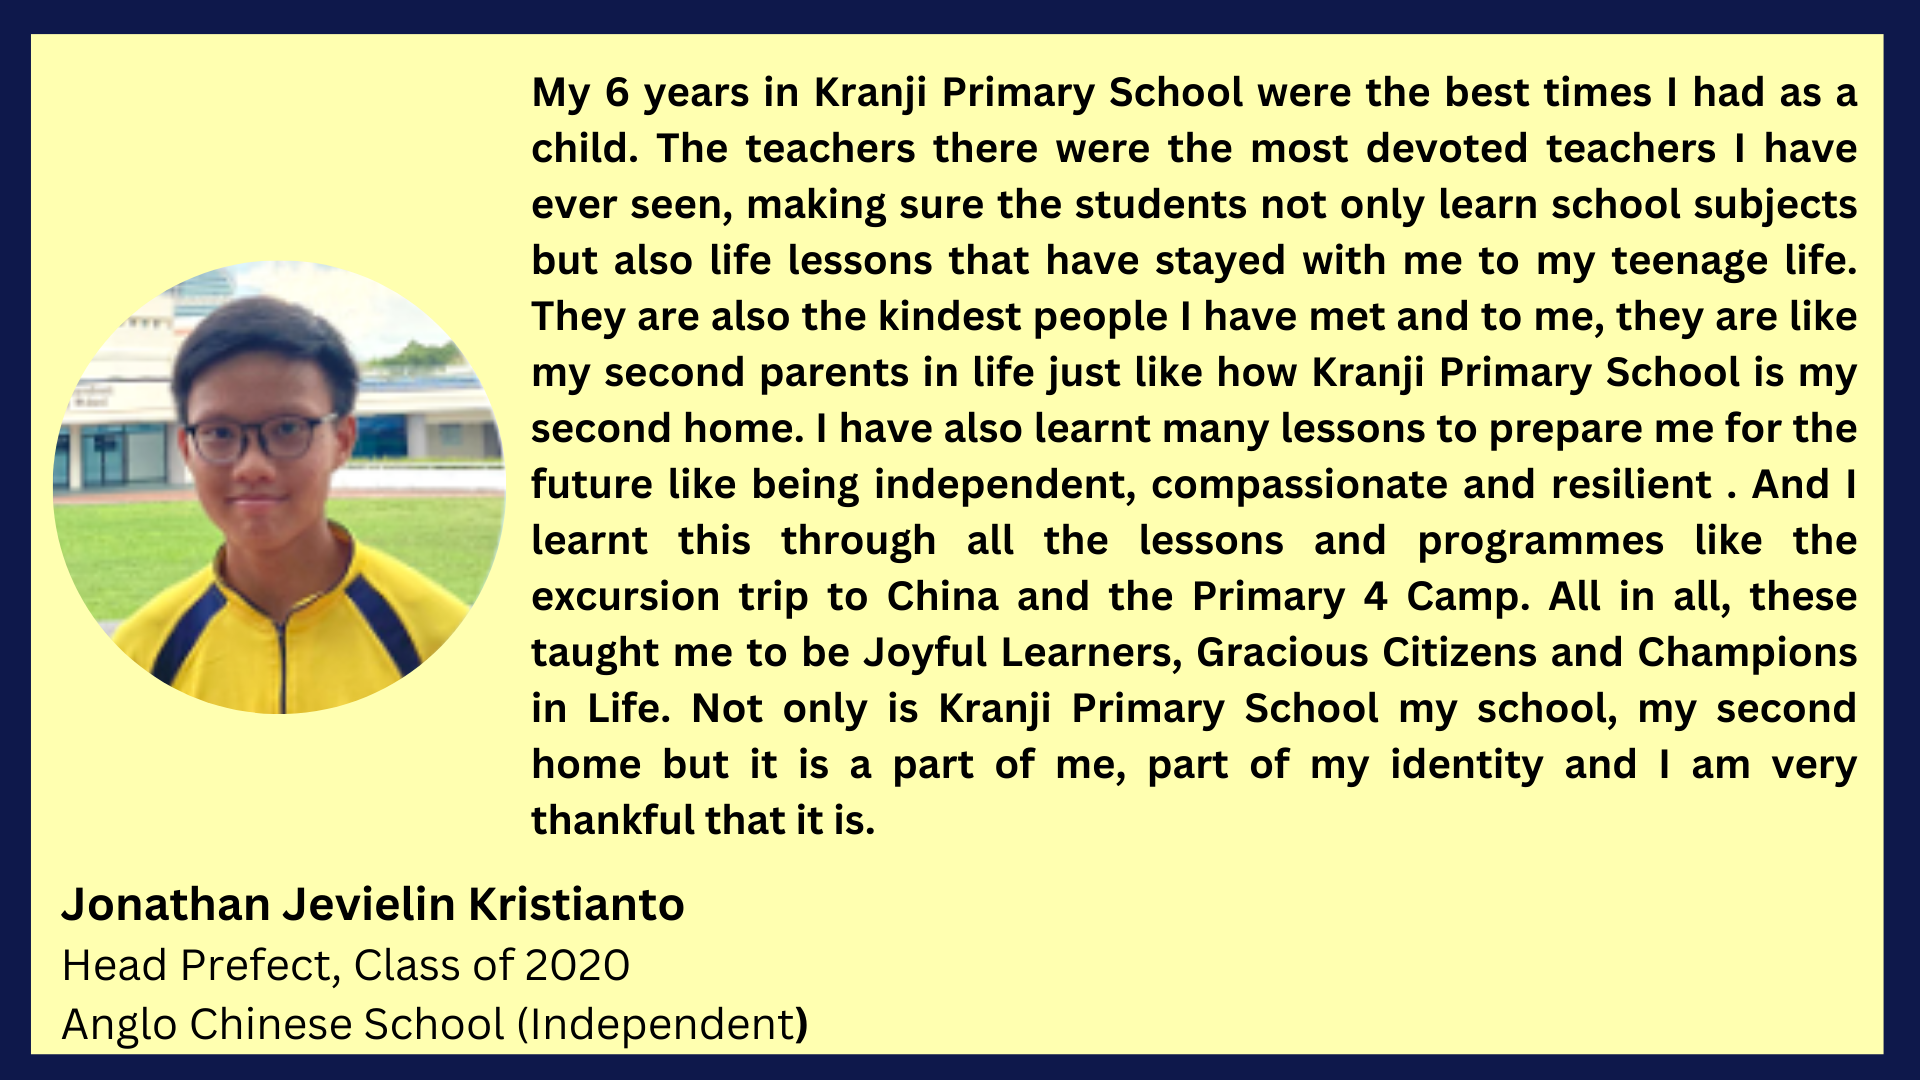 My 6 years in Kranji Primary School were the best times I had as a
child. The teachers there were the most devoted teachers I have
ever seen, making sure the students not only learn school subjects
but also life lessons that have stayed with me to my teenage life.
They are also the kindest people I have met and to me, they are like
my second parents in life just like how Kranji Primary School is my
second home. I have also learnt many lessons to prepare me for the
future like being independent, compassionate and resilient . And I
learnt this through all the lessons and programmes like the
excursion trip to China and the Primary 4 Camp. All in all, these
taught me to be Joyful Learners, Gracious Citizens and Champions
in Life. Not only is Kranji Primary School my school, my second
home but it is a part of me, part of my identity and I am very
thankful that it is.
Jonathan Jevielin Kristianto
Head Prefect, Class of 2020
Anglo Chinese School (Independent)